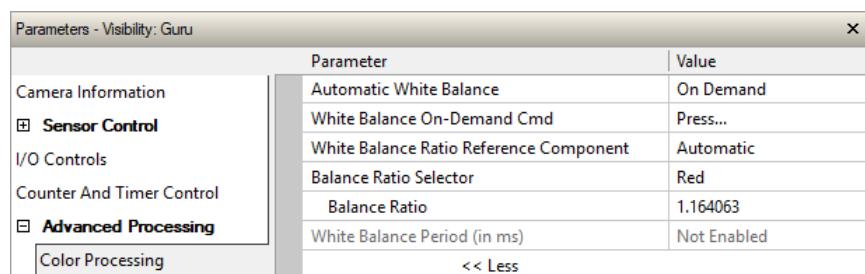 Parameters - Visibility: Guru ×
Parameter Value
Camera Information Automatic White Balance On Demand
White Balance On-Demand Cmd Press...
Sensor Control
White Balance Ratio Reference Component Automatic
I/O Controls
Balance Ratio Selector Red
Counter And Timer Control
Balance Ratio 1.164063
Advanced Processing
White Balance Period (in ms) Not Enabled
Color Processing << Less